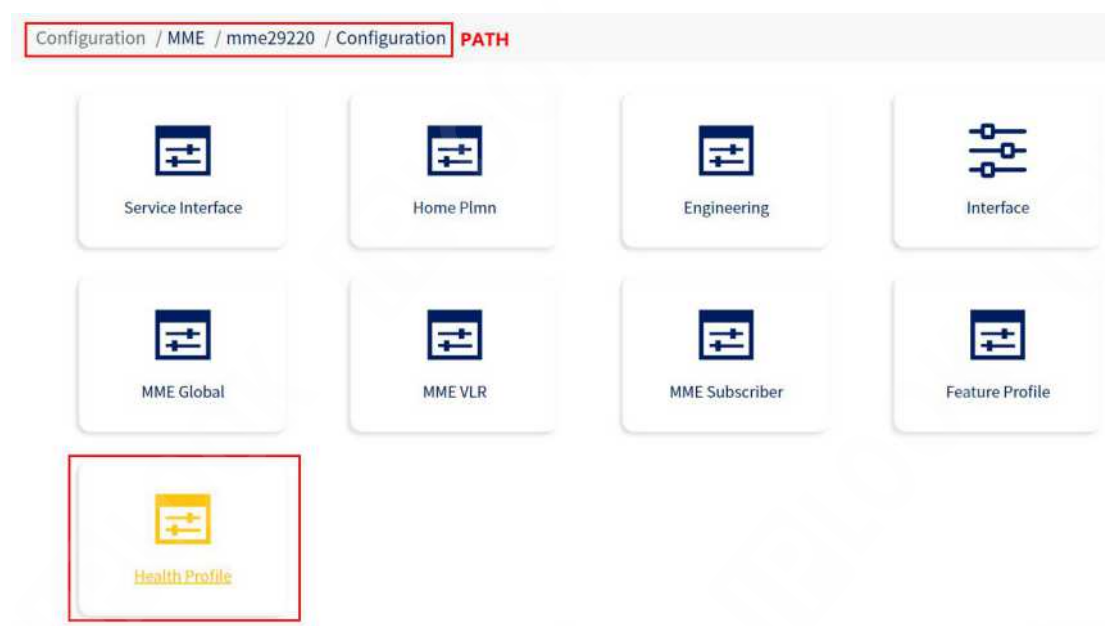 Configuration / MME / mme29220 / Configuration PATH
Service Interface
Home Plmn
Engineering
Interface
MME Global
MME VLR
MME Subscriber
Feature Profile
Health Profile